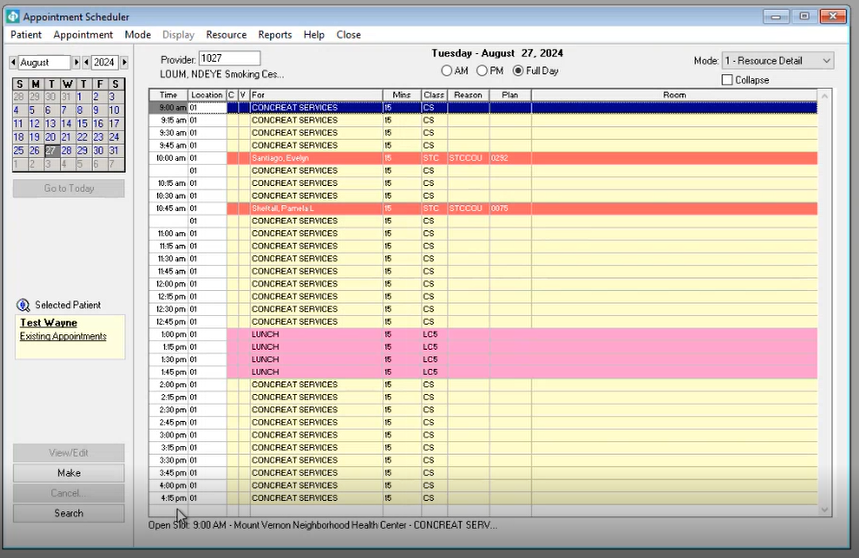 Appointment Scheduler
Patient Appointment Mode Display Resource Reports Help Close
August 2024
S M T W T F S
28 29 30 31 1 2 3
4 5 6 7 8 9 10
11 12 13 14 15 16 17
18 19 20 21 22 23 24
25 26 27 28 29 30 31
1 2 3 4 5 6 7
Go to Today
Selected Patient
Test Wayne
Existing Appointments
View/Edit
Make
Cancel...
Search
Provider: 1027
LOUM, NDEYE Smoking Ces...
Tuesday - August 27, 2024
AM PM Full Day
Mode: 1 - Resource Detail
Collapse
Time Location C V For Mins Class Reason Plan Room
9:00 am 01 CONCREAT SERVICES 15 CS
9:15 am 01 CONCREAT SERVICES 15 CS
9:30 am 01 CONCREAT SERVICES 15 CS
9:45 am 01 CONCREAT SERVICES 15 CS
10:00 am 01 Santiago, Evelyn 15 STC STCCOU 0292
01 CONCREAT SERVICES 15 CS
10:15 am 01 CONCREAT SERVICES 15 CS
10:30 am 01 CONCREAT SERVICES 15 CS
10:45 am 01 Pamela L 15 STC STCCOU 0075
01 CONCREAT SERVICES 15 CS
11:00 am 01 CONCREAT SERVICES 15 CS
11:15 am 01 CONCREAT SERVICES 15 CS
11:30 am 01 CONCREAT SERVICES 15 CS
11:45 am 01 CONCREAT SERVICES 15 CS
12:00 pm 01 CONCREAT SERVICES 15 CS
12:15 pm 01 CONCREAT SERVICES 15 CS
12:30 pm 01 CONCREAT SERVICES 15 CS
12:45 pm 01 CONCREAT SERVICES 15 CS
1:00 pm 01 LUNCH 15 LC5
1:15 pm 01 LUNCH 15 LC5
1:30 pm 01 LUNCH 15 LC5
1:45 pm 01 LUNCH 15 LC5
2:00 pm 01 CONCREAT SERVICES 15 CS
2:15 pm 01 CONCREAT SERVICES 15 CS
2:30 pm 01 CONCREAT SERVICES 15 CS
2:45 pm 01 CONCREAT SERVICES 15 CS
3:00 pm 01 CONCREAT SERVICES 15 CS
3:15 pm 01 CONCREAT SERVICES 15 CS
3:30 pm 01 CONCREAT SERVICES 15 CS
3:45 pm 01 CONCREAT SERVICES 15 CS
4:00 pm 01 CONCREAT SERVICES 15 CS
4:15 pm 01 CONCREAT SERVICES 15 CS
Open Slot: 9:00 AM - Mount Vernon Neighborhood Health Center - CONCREAT SERV...